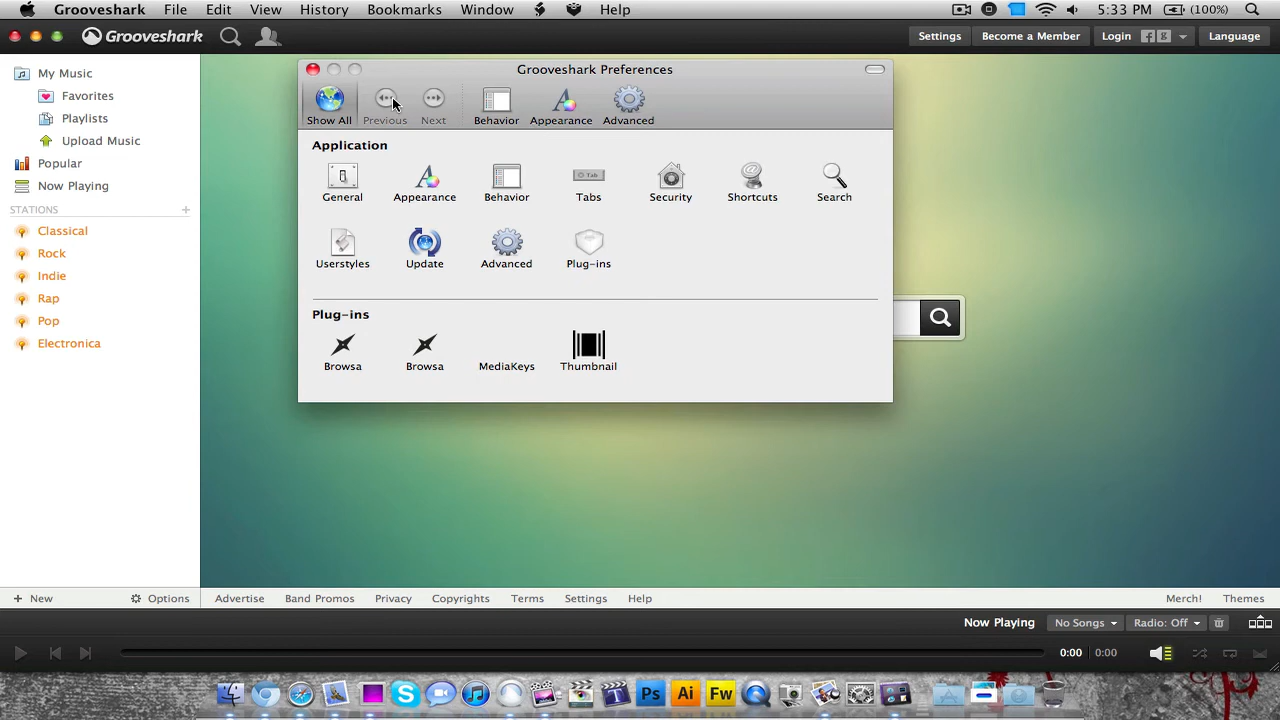 Grooveshark File Edit View History Bookmarks Window Help 5:33 PM (100%)
Grooveshark Settings Become a Member Login f g Language
My Music
Favorites
Playlists
Upload Music
Popular
Now Playing
STATIONS +
Classical
Rock
Indie
Rap
Pop
Electronica
Grooveshark Preferences
Show All Previous Next Behavior Appearance Advanced
Application
General Appearance Behavior Tab Tabs Security Shortcuts Search
Userstyles Update Advanced Plug-ins
Plug-ins
Browsa Browsa MediaKeys Thumbnail
+ New Options Advertise Band Promos Privacy Copyrights Terms Settings Help Merch! Themes
Now Playing No Songs Radio: Off
0:00 0:00
Ps Ai Fw